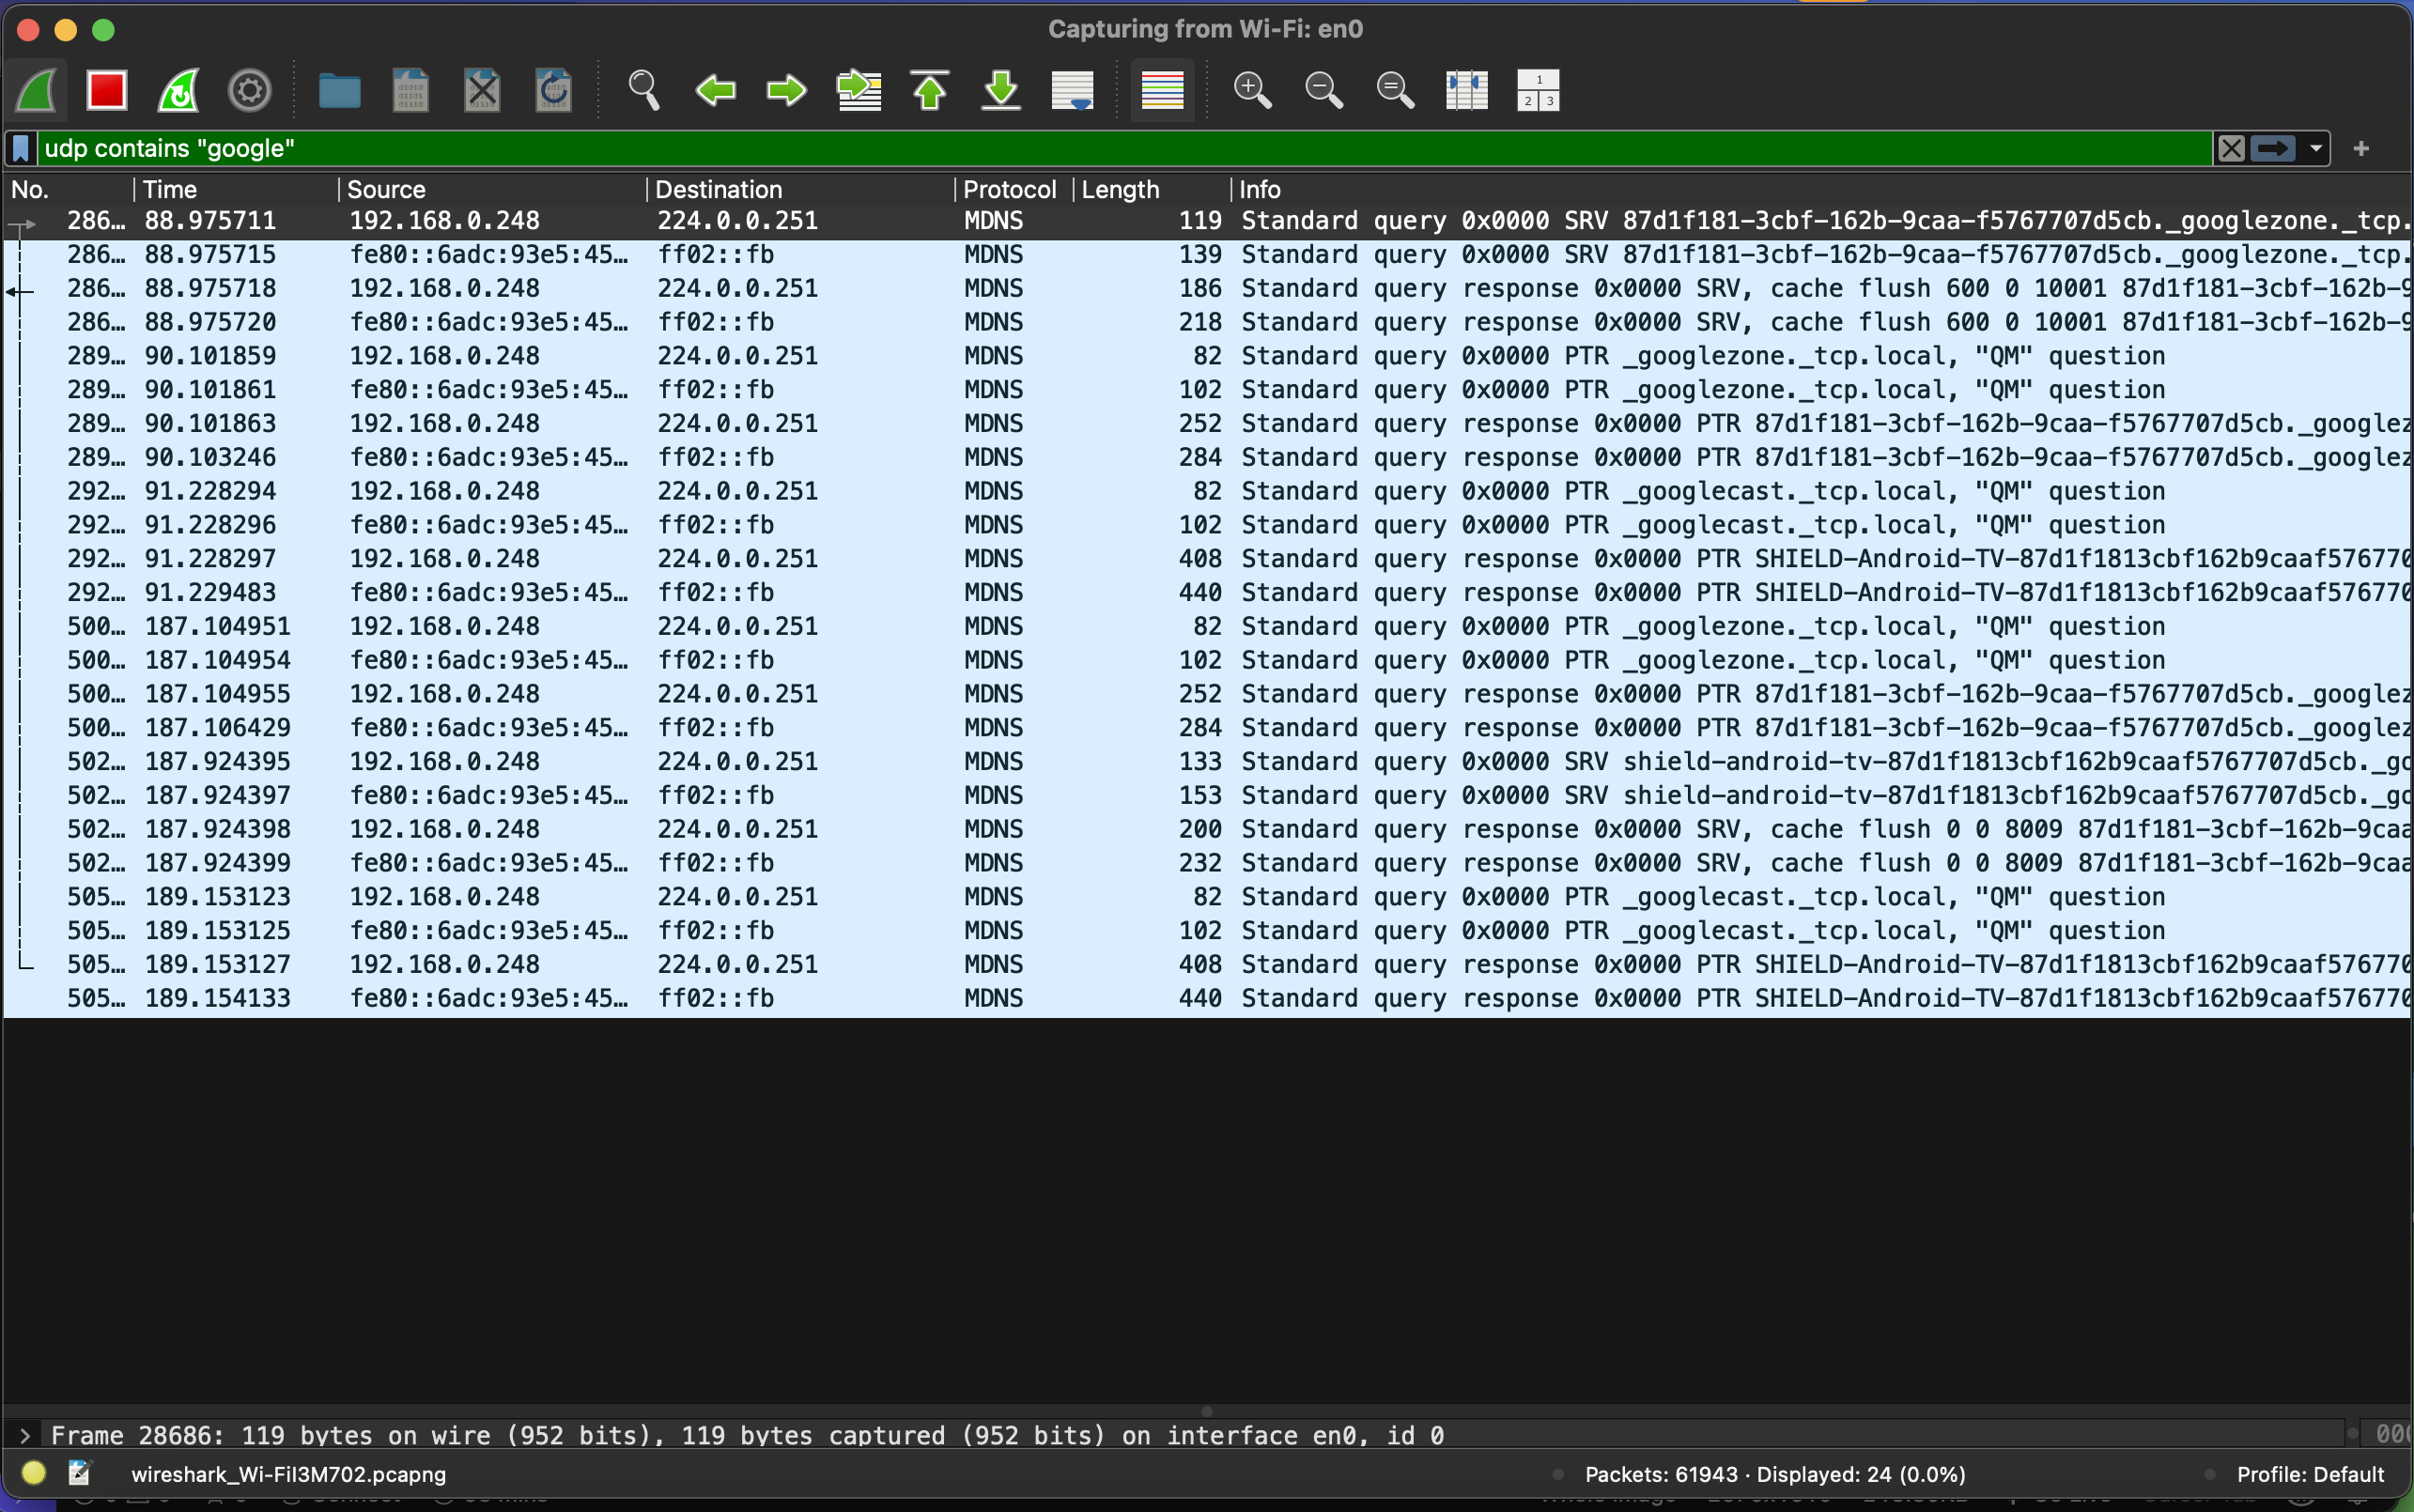 Capturing from Wi-Fi: en0
udp contains "google"
No. Time Source Destination Protocol Length Info
286… 88.975711 192.168.0.248 224.0.0.251 MDNS 119 Standard query 0x0000 SRV 87d1f181-3cbf-162b-9caa-f5767707d5cb._googlezone._tcp.
286… 88.975715 fe80::6adc:93e5:45… ff02::fb MDNS 139 Standard query 0x0000 SRV 87d1f181-3cbf-162b-9caa-f5767707d5cb._googlezone._tcp.
286… 88.975718 192.168.0.248 224.0.0.251 MDNS 186 Standard query response 0x0000 SRV, cache flush 600 0 10001 87d1f181-3cbf-162b-9
286… 88.975720 fe80::6adc:93e5:45… ff02::fb MDNS 218 Standard query response 0x0000 SRV, cache flush 600 0 10001 87d1f181-3cbf-162b-9
289… 90.101859 192.168.0.248 224.0.0.251 MDNS 82 Standard query 0x0000 PTR _googlezone._tcp.local, "QM" question
289… 90.101861 fe80::6adc:93e5:45… ff02::fb MDNS 102 Standard query 0x0000 PTR _googlezone._tcp.local, "QM" question
289… 90.101863 192.168.0.248 224.0.0.251 MDNS 252 Standard query response 0x0000 PTR 87d1f181-3cbf-162b-9caa-f5767707d5cb._googlez
289… 90.103246 fe80::6adc:93e5:45… ff02::fb MDNS 284 Standard query response 0x0000 PTR 87d1f181-3cbf-162b-9caa-f5767707d5cb._googlez
292… 91.228294 192.168.0.248 224.0.0.251 MDNS 82 Standard query 0x0000 PTR _googlecast._tcp.local, "QM" question
292… 91.228296 fe80::6adc:93e5:45… ff02::fb MDNS 102 Standard query 0x0000 PTR _googlecast._tcp.local, "QM" question
292… 91.228297 192.168.0.248 224.0.0.251 MDNS 408 Standard query response 0x0000 PTR SHIELD-Android-TV-87d1f1813cbf162b9caaf576770
292… 91.229483 fe80::6adc:93e5:45… ff02::fb MDNS 440 Standard query response 0x0000 PTR SHIELD-Android-TV-87d1f1813cbf162b9caaf576770
500… 187.104951 192.168.0.248 224.0.0.251 MDNS 82 Standard query 0x0000 PTR _googlezone._tcp.local, "QM" question
500… 187.104954 fe80::6adc:93e5:45… ff02::fb MDNS 102 Standard query 0x0000 PTR _googlezone._tcp.local, "QM" question
500… 187.104955 192.168.0.248 224.0.0.251 MDNS 252 Standard query response 0x0000 PTR 87d1f181-3cbf-162b-9caa-f5767707d5cb._googlez
500… 187.106429 fe80::6adc:93e5:45… ff02::fb MDNS 284 Standard query response 0x0000 PTR 87d1f181-3cbf-162b-9caa-f5767707d5cb._googlez
502… 187.924395 192.168.0.248 224.0.0.251 MDNS 133 Standard query 0x0000 SRV shield-android-tv-87d1f1813cbf162b9caaf5767707d5cb._go
502… 187.924397 fe80::6adc:93e5:45… ff02::fb MDNS 153 Standard query 0x0000 SRV shield-android-tv-87d1f1813cbf162b9caaf5767707d5cb._go
502… 187.924398 192.168.0.248 224.0.0.251 MDNS 200 Standard query response 0x0000 SRV, cache flush 0 0 8009 87d1f181-3cbf-162b-9caa
502… 187.924399 fe80::6adc:93e5:45… ff02::fb MDNS 232 Standard query response 0x0000 SRV, cache flush 0 0 8009 87d1f181-3cbf-162b-9caa
505… 189.153123 192.168.0.248 224.0.0.251 MDNS 82 Standard query 0x0000 PTR _googlecast._tcp.local, "QM" question
505… 189.153125 fe80::6adc:93e5:45… ff02::fb MDNS 102 Standard query 0x0000 PTR _googlecast._tcp.local, "QM" question
505… 189.153127 192.168.0.248 224.0.0.251 MDNS 408 Standard query response 0x0000 PTR SHIELD-Android-TV-87d1f1813cbf162b9caaf576770
505… 189.154133 fe80::6adc:93e5:45… ff02::fb MDNS 440 Standard query response 0x0000 PTR SHIELD-Android-TV-87d1f1813cbf162b9caaf576770
Frame 28686: 119 bytes on wire (952 bits), 119 bytes captured (952 bits) on interface en0, id 0 000
wireshark_Wi-FiI3M702.pcapng Packets: 61943 · Displayed: 24 (0.0%) Profile: Default